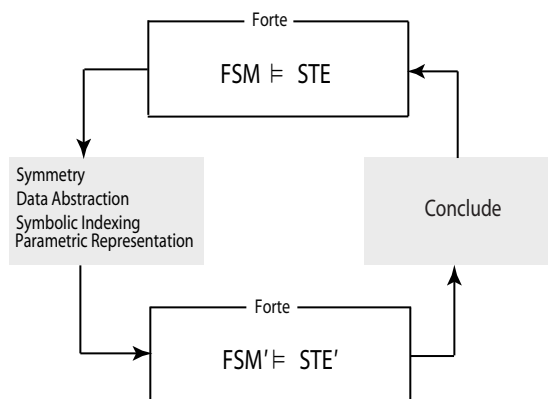 Forte
FSM ⊨ STE
Symmetry
Data Abstraction
Symbolic Indexing
Parametric Representation
Conclude
Forte
FSM' ⊨ STE'